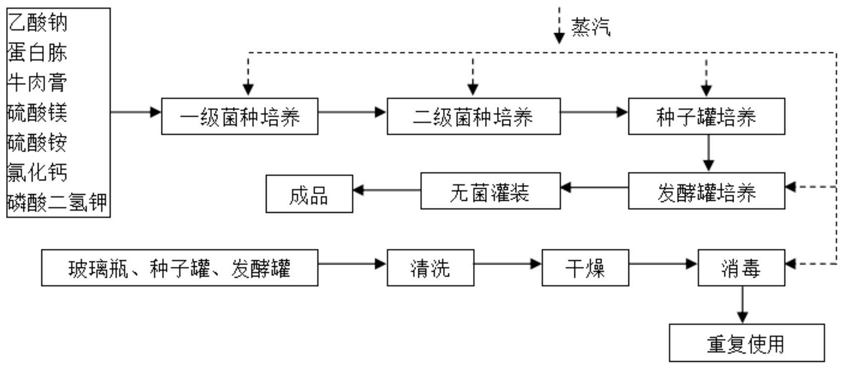 蒸汽
乙酸钠
蛋白胨
牛肉膏
硫酸镁
硫酸铵
氯化钙
磷酸二氢钾
一级菌种培养
二级菌种培养
种子罐培养
成品
无菌灌装
发酵罐培养
玻璃瓶、种子罐、发酵罐
清洗
干燥
消毒
重复使用